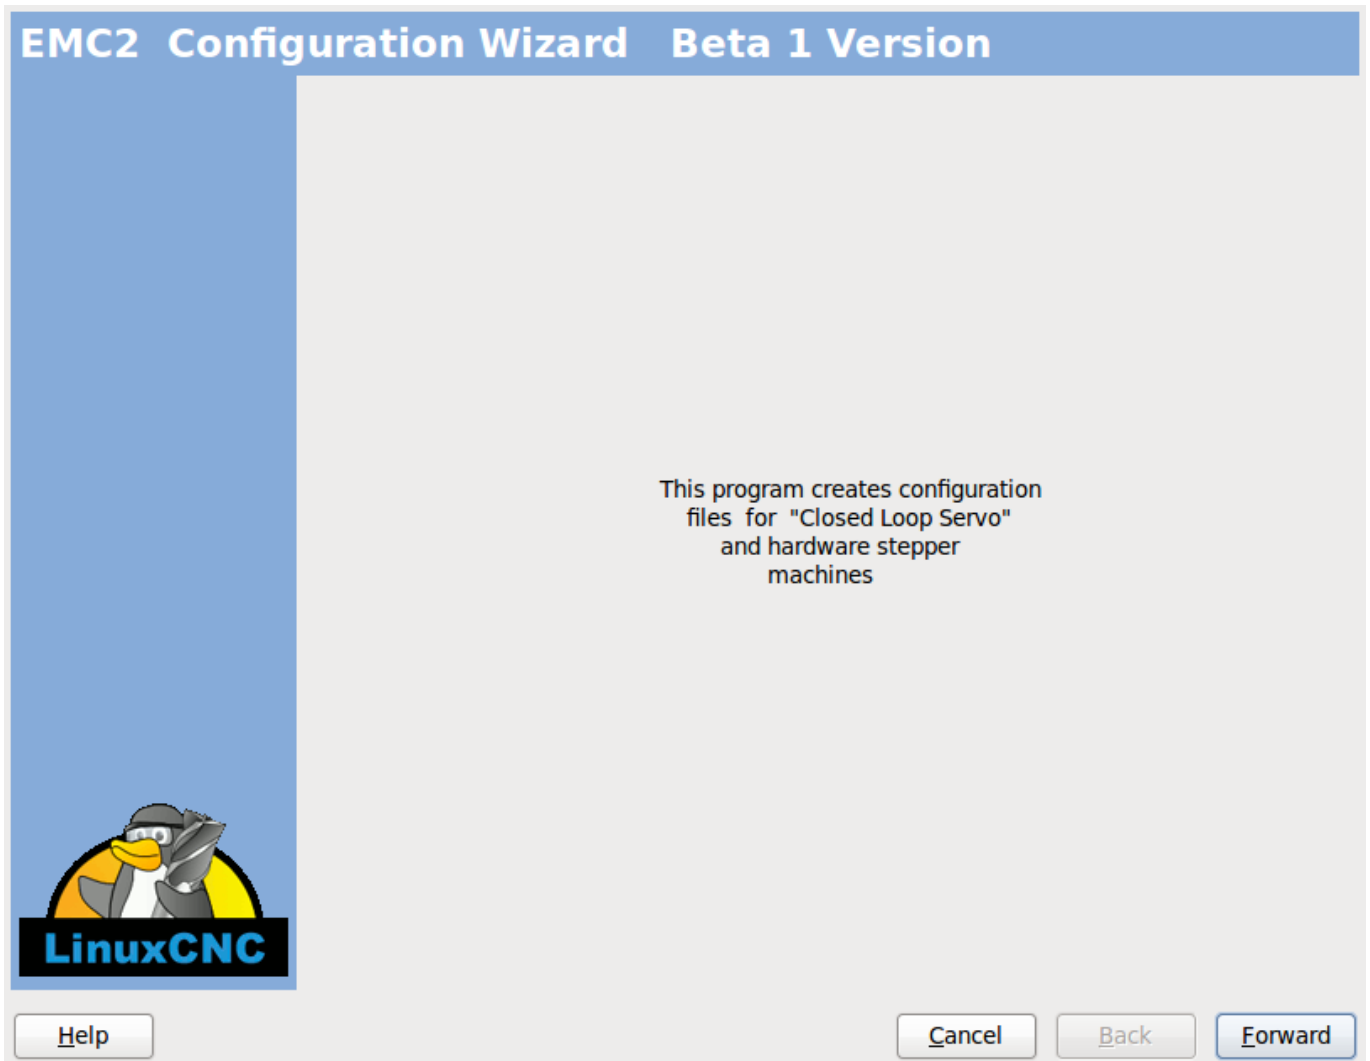 EMC2  Configuration Wizard   Beta 1 Version
This program creates configuration
files  for  "Closed Loop Servo"
and hardware stepper
machines
LinuxCNC
Help
Cancel
Back
Forward